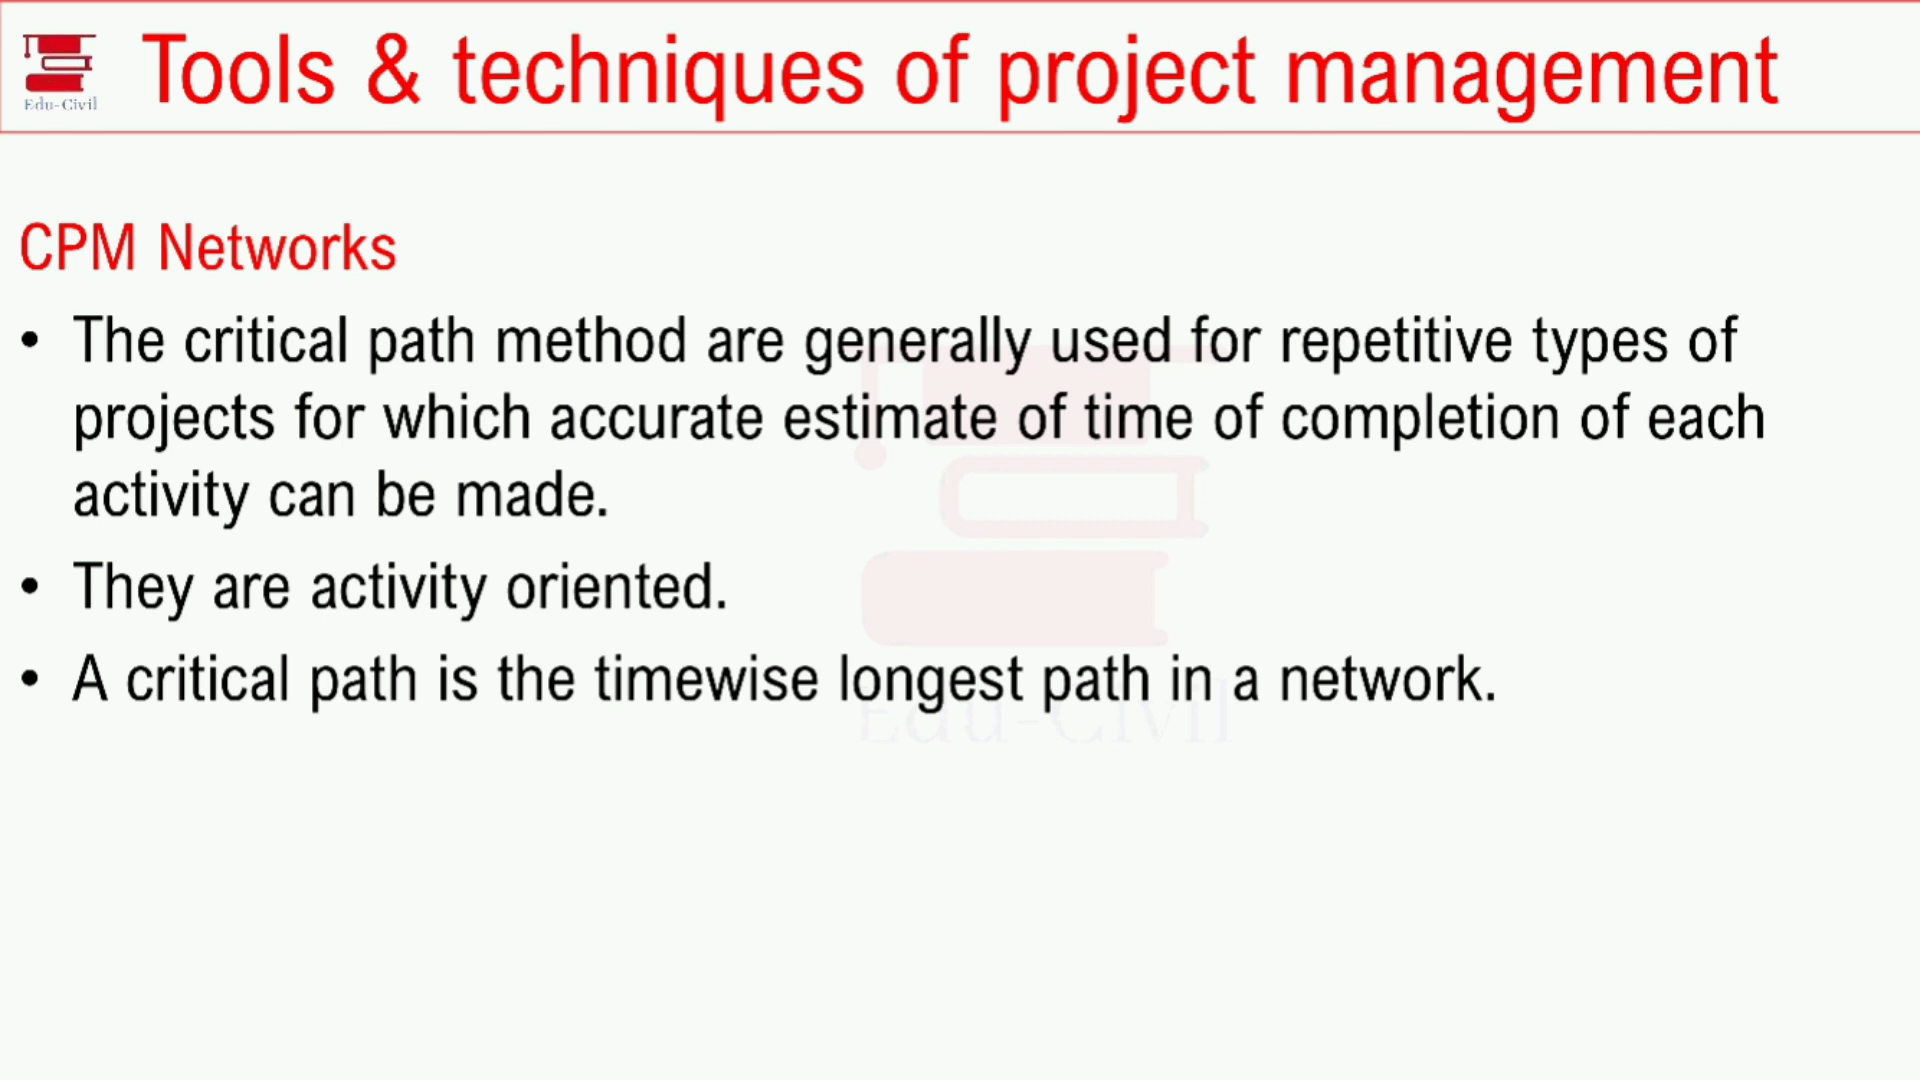 Edu-Civil
Tools & techniques of project management
CPM Networks
• The critical path method are generally used for repetitive types of
projects for which accurate estimate of time of completion of each
activity can be made.
• They are activity oriented.
• A critical path is the timewise longest path in a network.
Edu-Civil